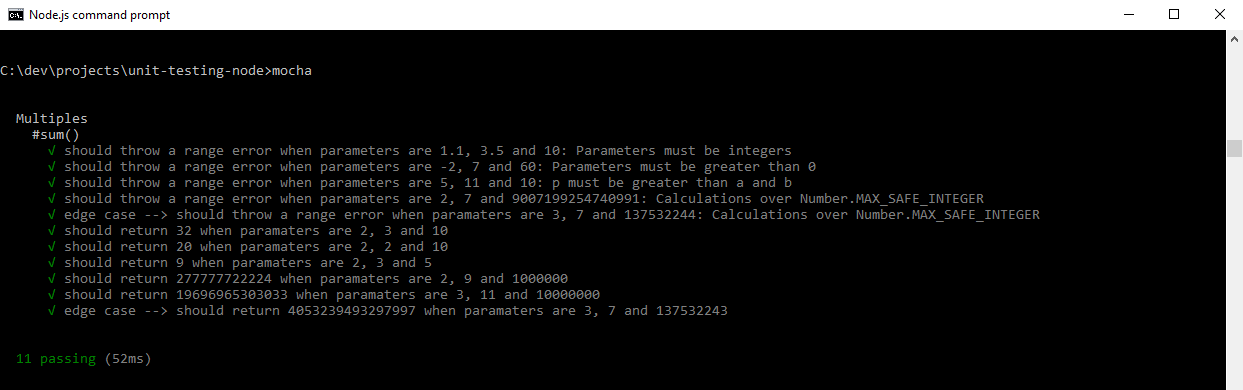 Node.js command prompt
C:\dev\projects\unit-testing-node>mocha
Multiples
#sum()
√ should throw a range error when parameters are 1.1, 3.5 and 10: Parameters must be integers
√ should throw a range error when parameters are -2, 7 and 60: Parameters must be greater than 0
√ should throw a range error when parameters are 5, 11 and 10: p must be greater than a and b
√ should throw a range error when parameters are 2, 7 and 9007199254740991: Calculations over Number.MAX_SAFE_INTEGER
√ edge case --> should throw a range error when paramaters are 3, 7 and 137532244: Calculations over Number.MAX_SAFE_INTEGER
√ should return 32 when paramaters are 2, 3 and 10
√ should return 20 when paramaters are 2, 2 and 10
√ should return 9 when paramaters are 2, 3 and 5
√ should return 277777722224 when paramaters are 2, 9 and 1000000
√ should return 19696965303033 when paramaters are 3, 11 and 10000000
√ edge case --> should return 4053239493297997 when paramaters are 3, 7 and 137532243
11 passing (52ms)